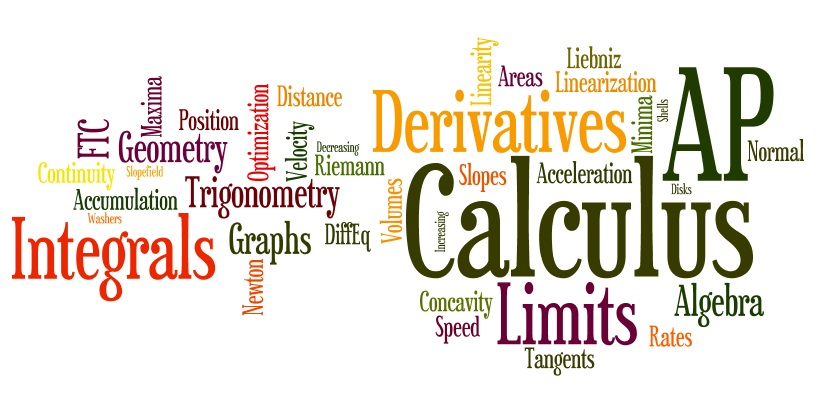 Linearity
Areas
Liebniz
Linearization
AP
Maxima
Position
Optimization
Distance
Derivatives
Minima
Shells
FTC
Geometry
Velocity
Decreasing
Riemann
Normal
Continuity
Slopefield
Slopes
Acceleration
Disks
Accumulation
Trigonometry
Volumes
Calculus
Increasing
Washers
Integrals
Graphs
DiffEq
Newton
Concavity
Limits
Algebra
Speed
Rates
Tangents